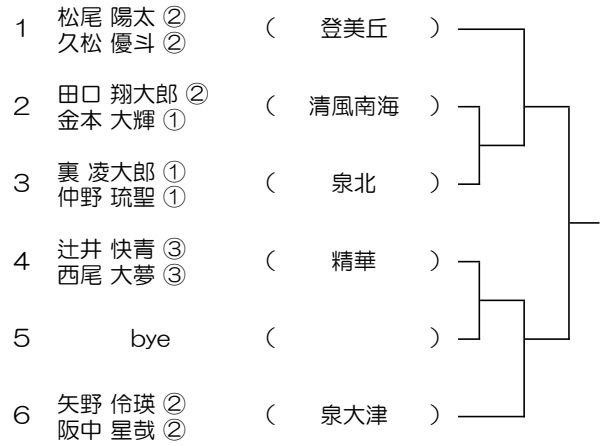 1 松尾 陽太 ② ( 登美丘 )
久松 優斗 ②
2 田口 翔大郎 ② ( 清風南海 )
金本 大輝 ①
3 裏 凌大郎 ① ( 泉北 )
仲野 琉聖 ①
4 辻井 快青 ③ ( 精華 )
西尾 大夢 ③
5 bye ( )
6 矢野 伶瑛 ② ( 泉大津 )
阪中 星哉 ②